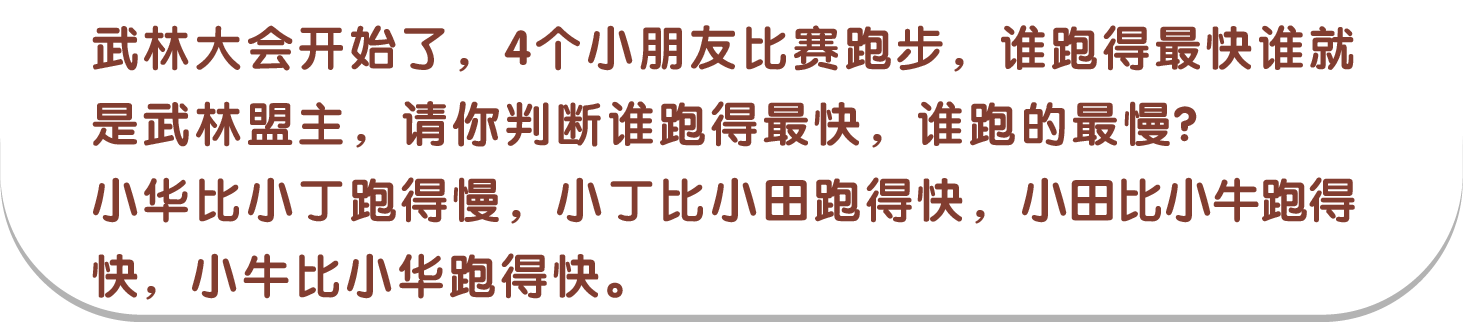 武林大会开始了，4个小朋友比赛跑步，谁跑得最快谁就
是武林盟主，请你判断谁跑得最快，谁跑的最慢？
小华比小丁跑得慢，小丁比小田跑得快，小田比小牛跑得
快，小牛比小华跑得快。